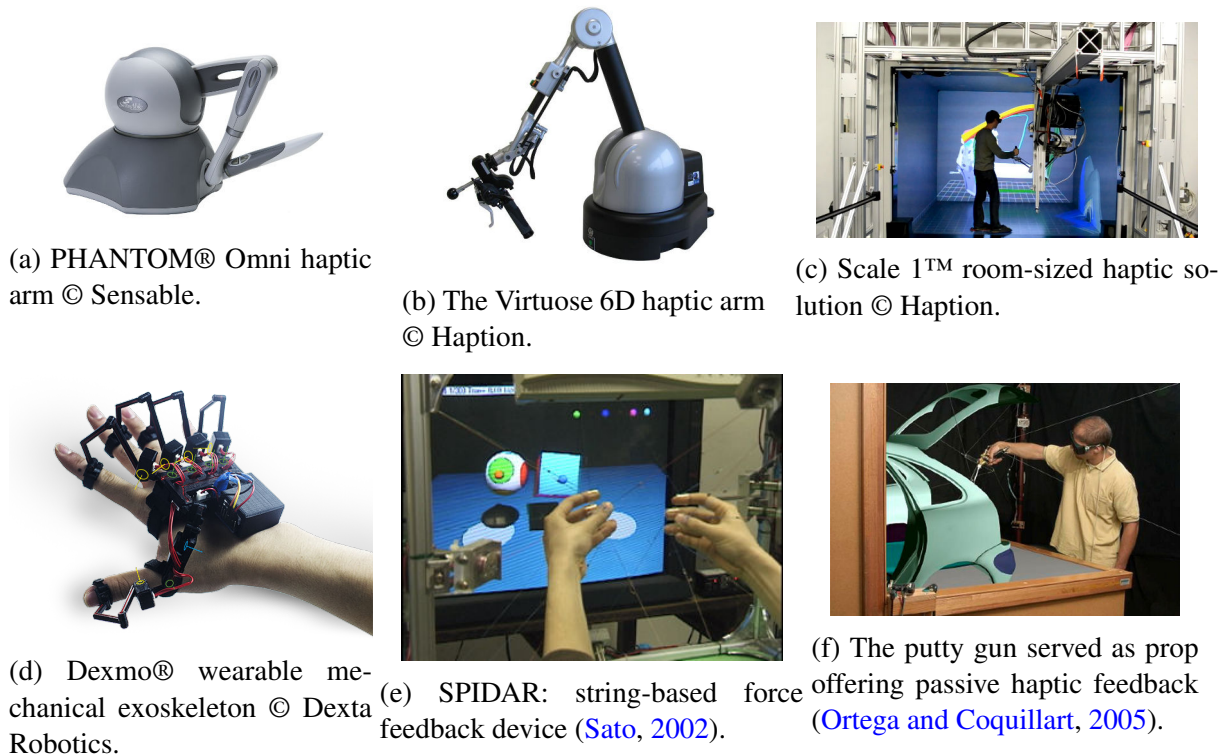 (a) PHANTOM® Omni haptic
arm © Sensable.
(b) The Virtuose 6D haptic arm
© Haption.
(c) Scale 1™ room-sized haptic so-
lution © Haption.
(d) Dexmo® wearable me-
chanical exoskeleton © Dexta
Robotics.
(e) SPIDAR: string-based force
feedback device (Sato, 2002).
(f) The putty gun served as prop
offering passive haptic feedback
(Ortega and Coquillart, 2005).